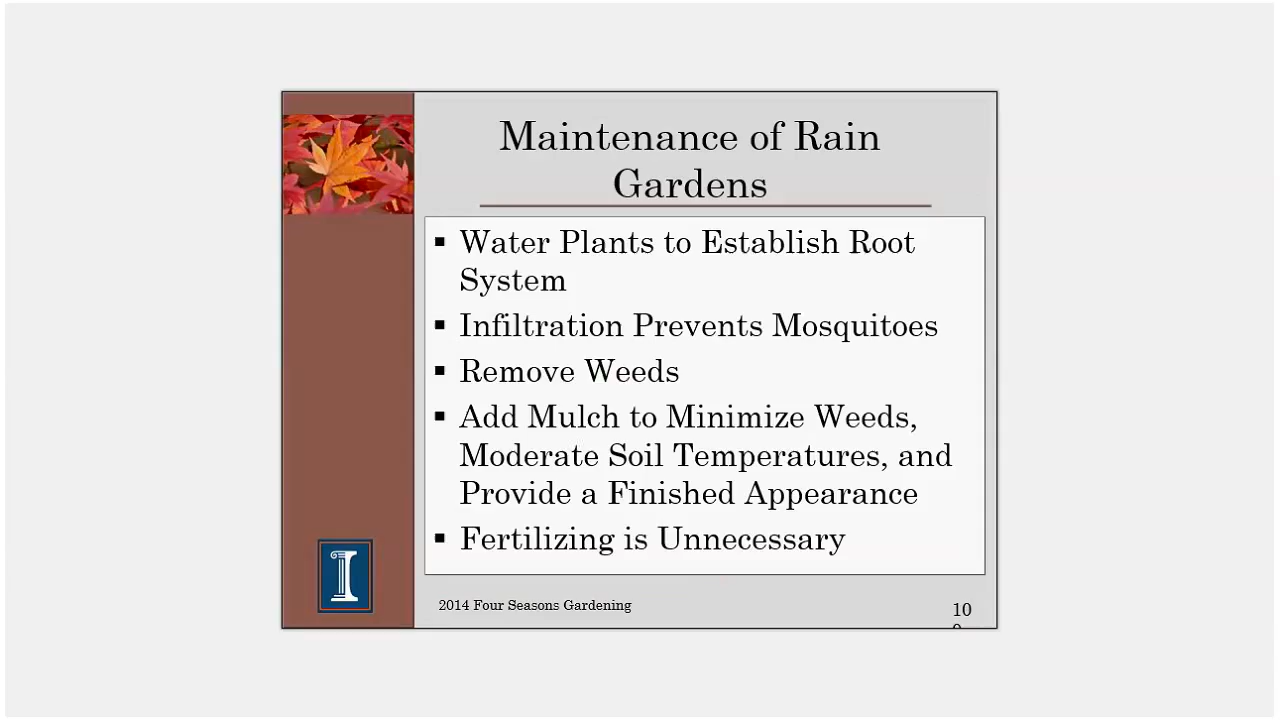 Maintenance of Rain
Gardens
▪ Water Plants to Establish Root
System
▪ Infiltration Prevents Mosquitoes
▪ Remove Weeds
▪ Add Mulch to Minimize Weeds,
Moderate Soil Temperatures, and
Provide a Finished Appearance
▪ Fertilizing is Unnecessary
2014 Four Seasons Gardening
10